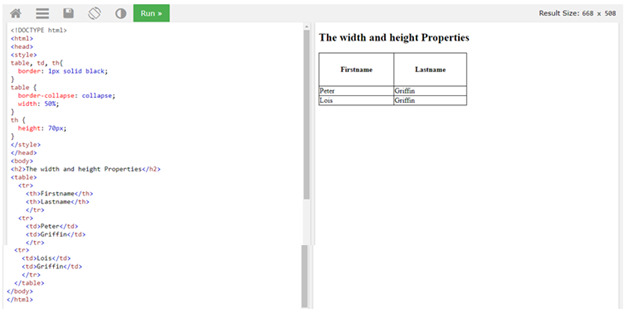 Run »
Result Size: 668 x 508
<!DOCTYPE html>
<html>
<head>
<style>
table, td, th{
  border: 1px solid black;
}
table {
  border-collapse: collapse;
  width: 50%;
}
th {
  height: 70px;
}
</style>
</head>
<body>
<h2>The width and height Properties</h2>
<table>
  <tr>
    <th>Firstname</th>
    <th>Lastname</th>
    </tr>
  <tr>
    <td>Peter</td>
    <td>Griffin</td>
    </tr>
  <tr>
    <td>Lois</td>
    <td>Griffin</td>
    </tr>
  </table>
</body>
</html>
The width and height Properties
Firstname Lastname
Peter Griffin
Lois Griffin